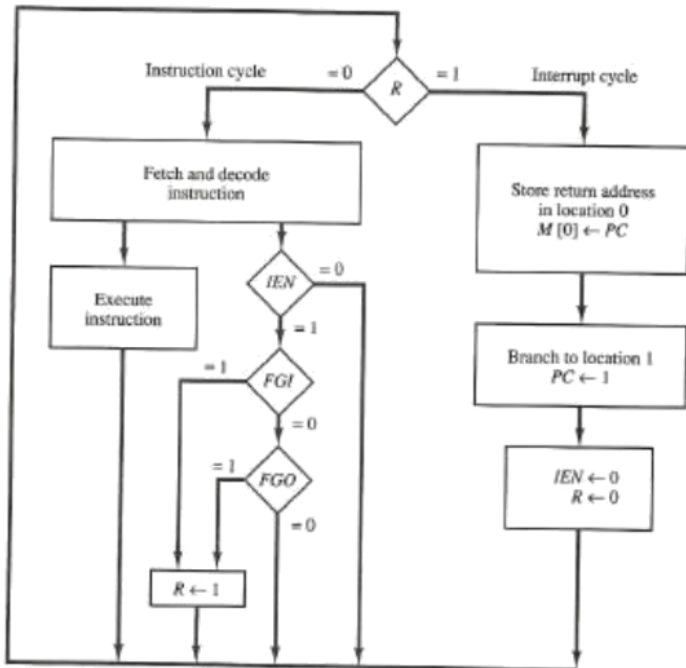 Instruction cycle
= 0
R
= 1
Interrupt cycle
Fetch and decode
instruction
Store return address
in location 0
M [0] ← PC
IEN
= 0
Execute
instruction
= 1
Branch to location 1
PC ← 1
= 1
FGI
= 0
= 1
FGO
IEN ← 0
R ← 0
= 0
R ← 1